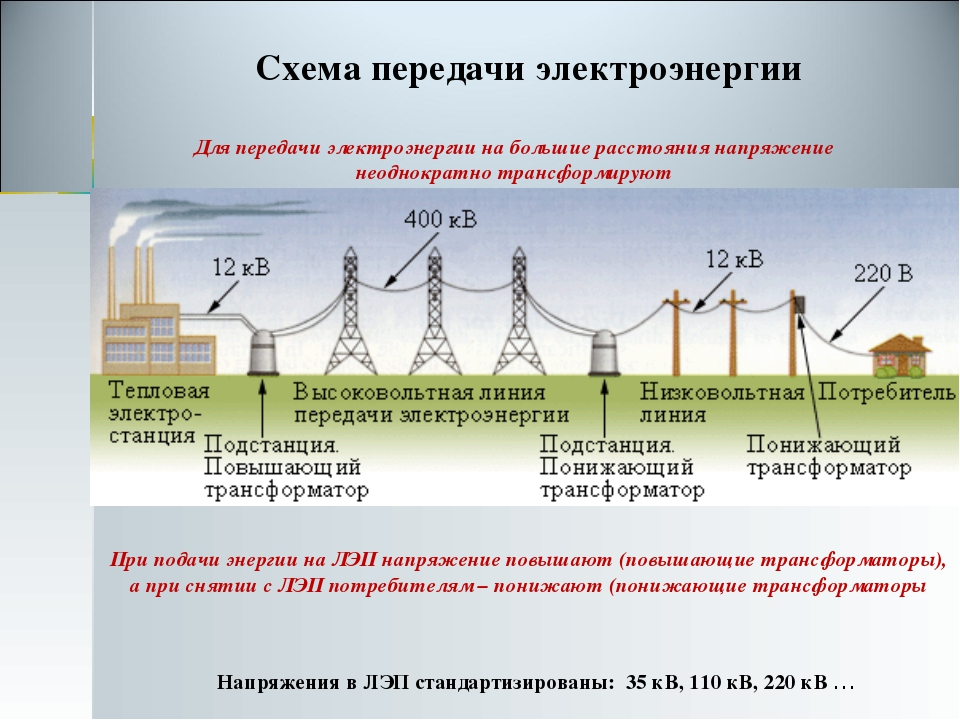 Схема передачи электроэнергии
Для передачи электроэнергии на большие расстояния напряжение
неоднократно трансформируют
400 кВ
12 кВ
12 кВ
220 В
Тепловая
электро-
станция
Высоковольтная линия
передачи электроэнергии
Низковольтная
линия
Потребитель
Подстанция.
Повышающий
трансформатор
Подстанция.
Понижающий
трансформатор
Понижающий
трансформатор
При подачи энергии на ЛЭП напряжение повышают (повышающие трансформаторы),
а при снятии с ЛЭП потребителям – понижают (понижающие трансформаторы
Напряжения в ЛЭП стандартизированы: 35 кВ, 110 кВ, 220 кВ …